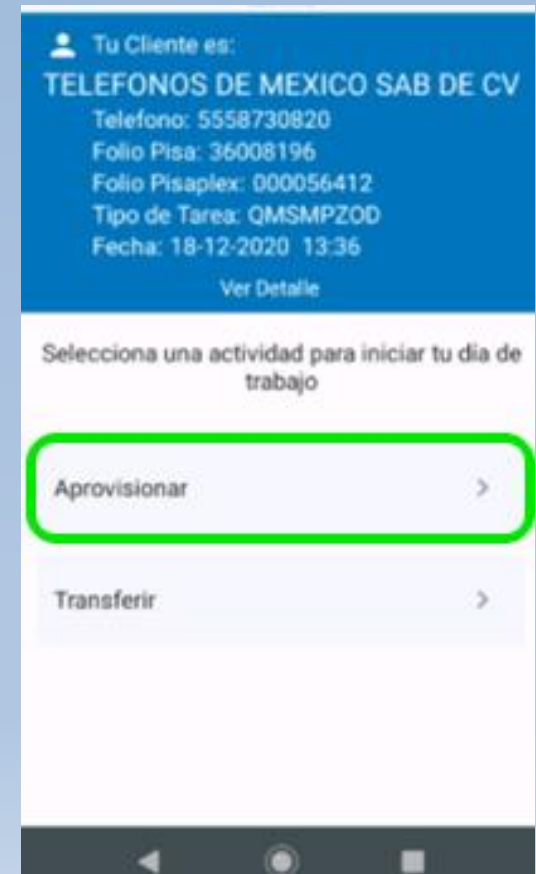 Tu Cliente es:
TELEFONOS DE MEXICO SAB DE CV
Telefono: 5558730820
Folio Pisa: 36008196
Folio Pisaplex: 000056412
Tipo de Tarea: QMSMPZOD
Fecha: 18-12-2020 13:36
Ver Detalle
Selecciona una actividad para iniciar tu día de
trabajo
Aprovisionar
Transferir